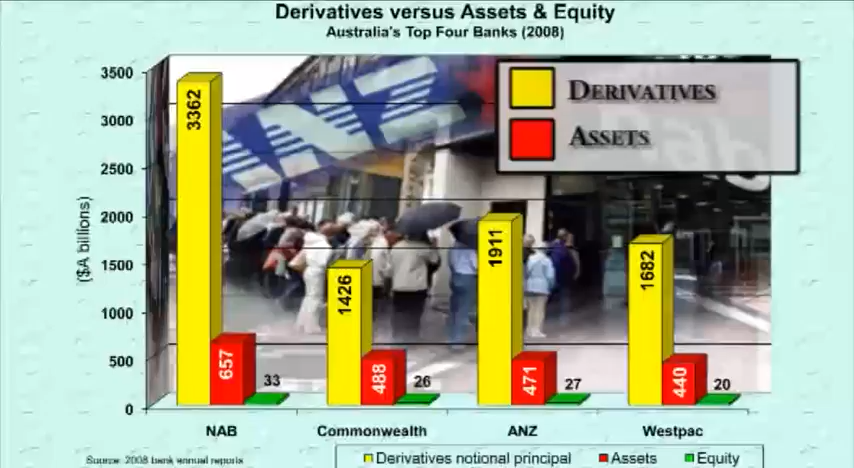 Derivatives versus Assets & Equity
Australia's Top Four Banks (2008)
DERIVATIVES
ASSETS
($A billions)
3500
3000
2500
2000
1500
1000
500
0
3362
657
33
1426
488
26
1911
471
27
1682
440
20
ANZ
NAB
Commonwealth
ANZ
Westpac
Source: 2008 bank annual reports
Derivatives notional principal Assets Equity